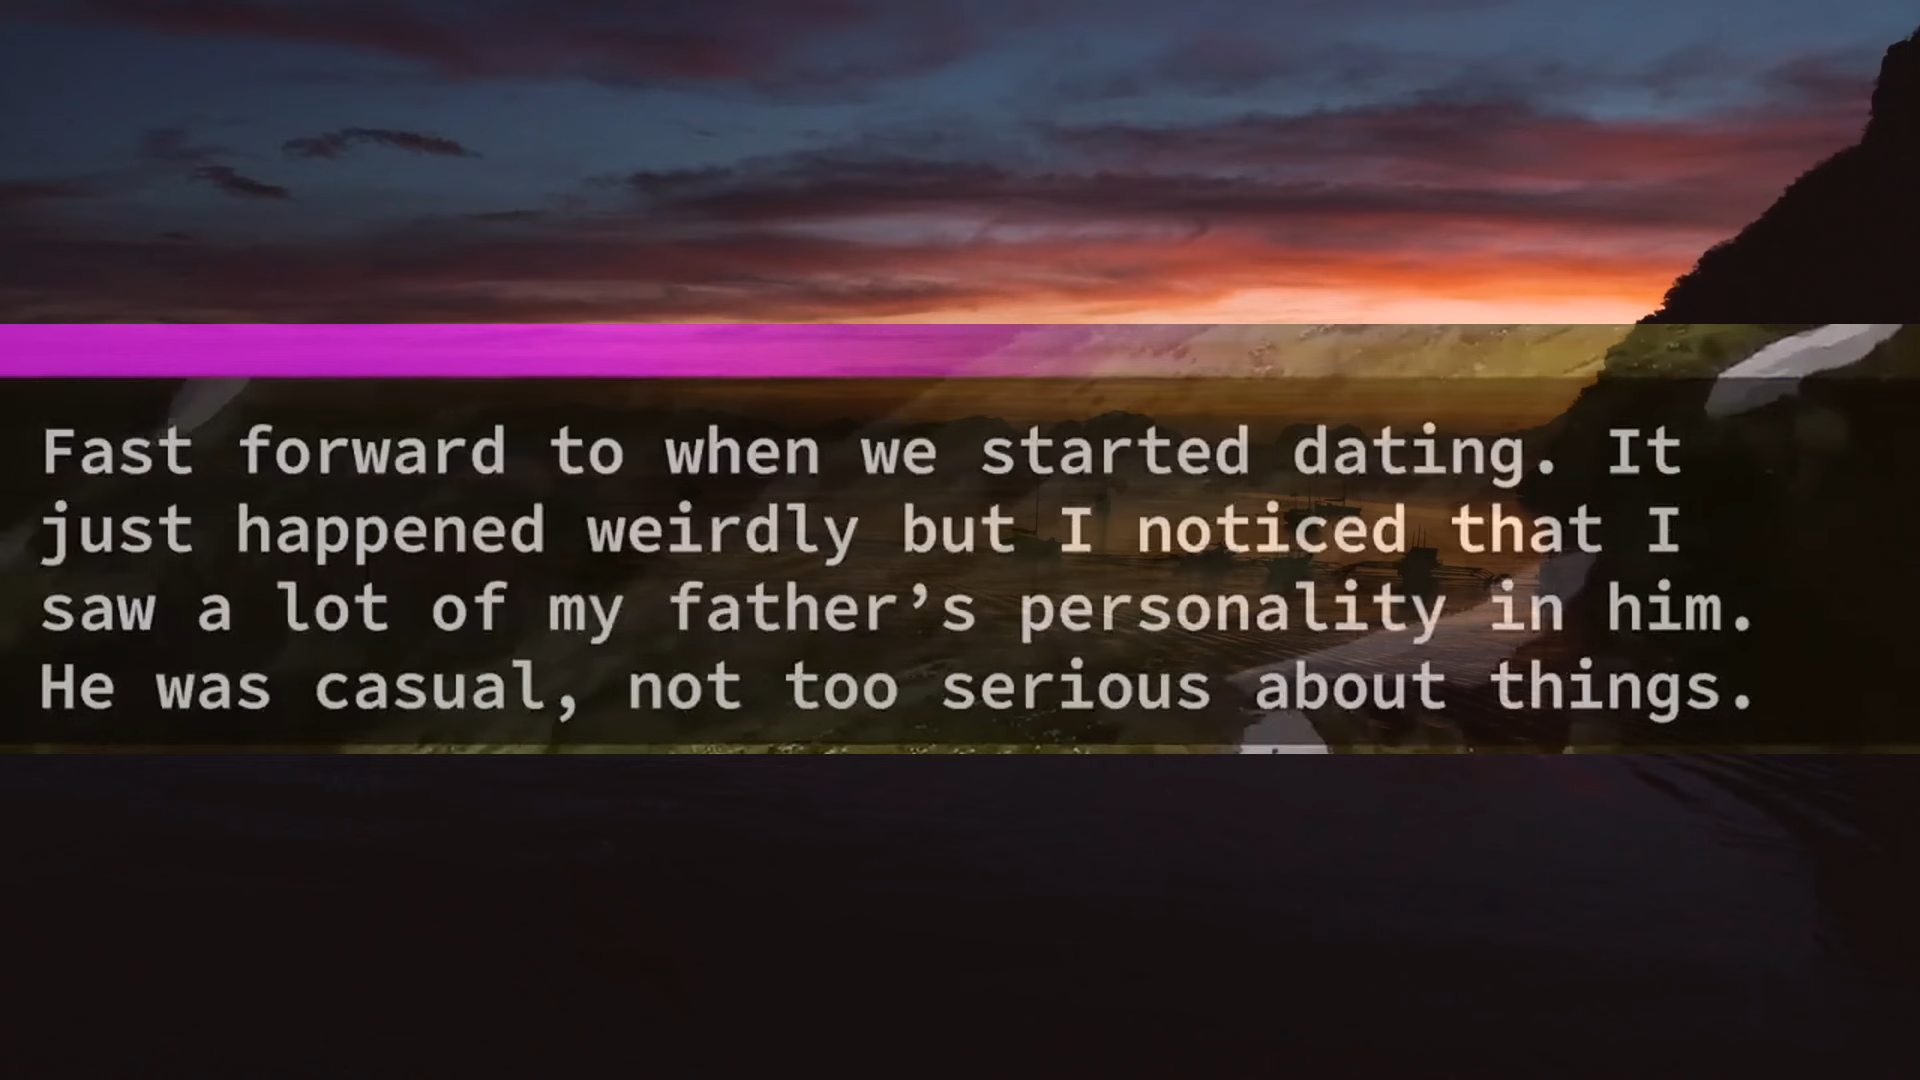 Fast forward to when we started dating. It
just happened weirdly but I noticed that I
saw a lot of my father’s personality in him.
He was casual, not too serious about things.